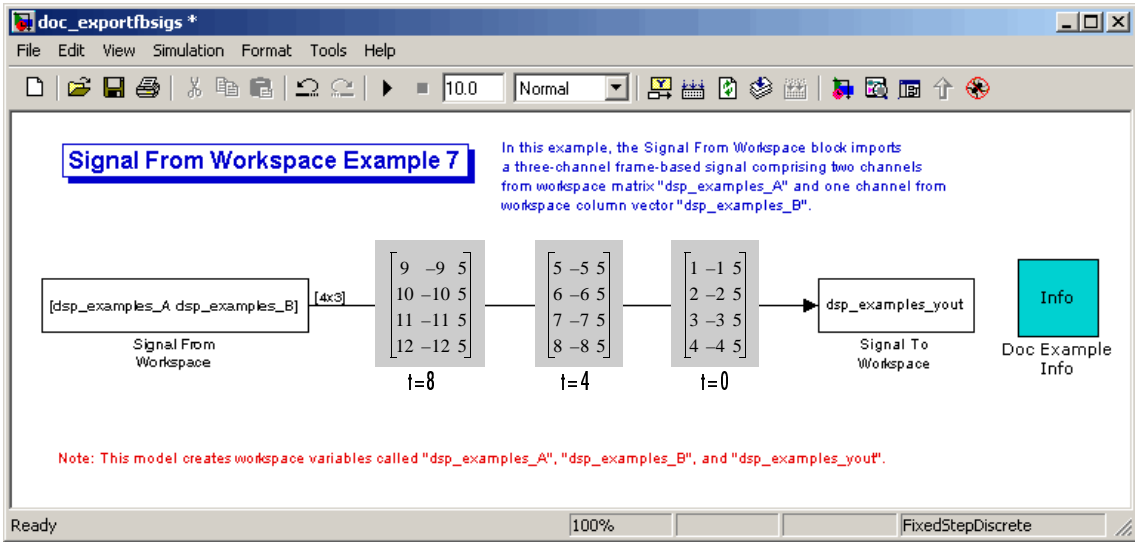 doc_exportfbsigs *
File Edit View Simulation Format Tools Help
10.0 Normal
Signal From Workspace Example 7
In this example, the Signal From Workspace block imports
a three-channel frame-based signal comprising two channels
from workspace matrix "dsp_examples_A" and one channel from
workspace column vector "dsp_examples_B".
[dsp_examples_A dsp_examples_B]
Signal From
Workspace
[4x3]
9 –9 5
10 –10 5
11 –11 5
12 –12 5
t=8
5 –5 5
6 –6 5
7 –7 5
8 –8 5
t=4
1 –1 5
2 –2 5
3 –3 5
4 –4 5
t=0
dsp_examples_yout
Signal To
Workspace
Info
Doc Example
Info
Note: This model creates workspace variables called "dsp_examples_A", "dsp_examples_B", and "dsp_examples_yout".
Ready 100% FixedStepDiscrete